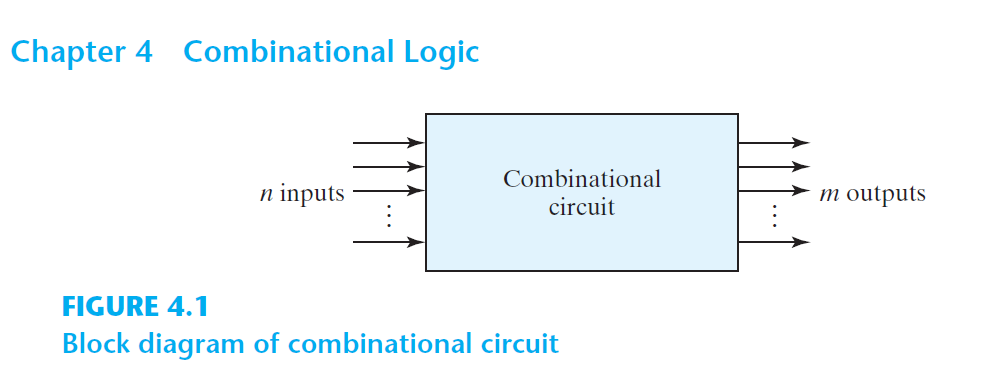 Chapter 4 Combinational Logic
n inputs
Combinational
circuit
m outputs
FIGURE 4.1
Block diagram of combinational circuit